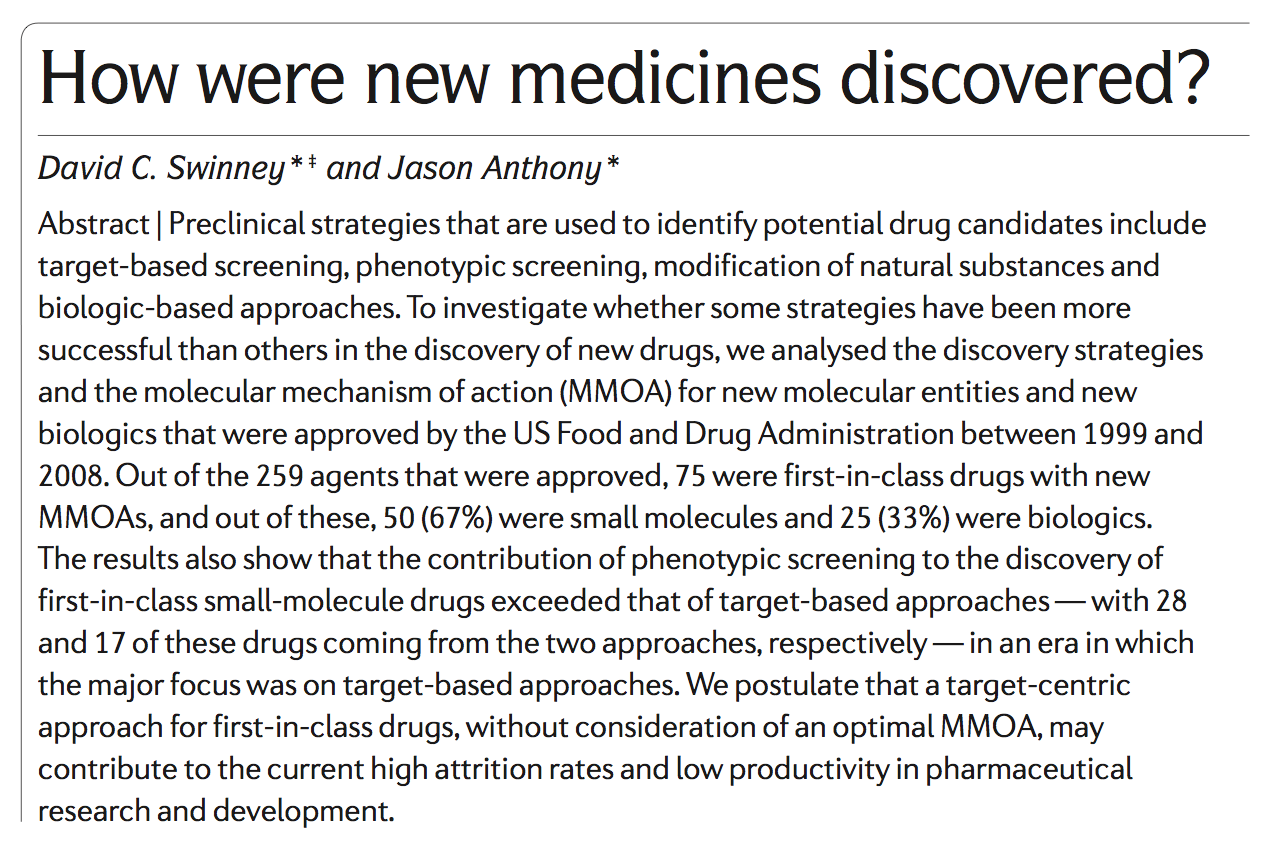 How were new medicines discovered?
David C. Swinney*‡ and Jason Anthony*
Abstract | Preclinical strategies that are used to identify potential drug candidates include
target-based screening, phenotypic screening, modification of natural substances and
biologic-based approaches. To investigate whether some strategies have been more
successful than others in the discovery of new drugs, we analysed the discovery strategies
and the molecular mechanism of action (MMOA) for new molecular entities and new
biologics that were approved by the US Food and Drug Administration between 1999 and
2008. Out of the 259 agents that were approved, 75 were first-in-class drugs with new
MMOAs, and out of these, 50 (67%) were small molecules and 25 (33%) were biologics.
The results also show that the contribution of phenotypic screening to the discovery of
first-in-class small-molecule drugs exceeded that of target-based approaches — with 28
and 17 of these drugs coming from the two approaches, respectively — in an era in which
the major focus was on target-based approaches. We postulate that a target-centric
approach for first-in-class drugs, without consideration of an optimal MMOA, may
contribute to the current high attrition rates and low productivity in pharmaceutical
research and development.